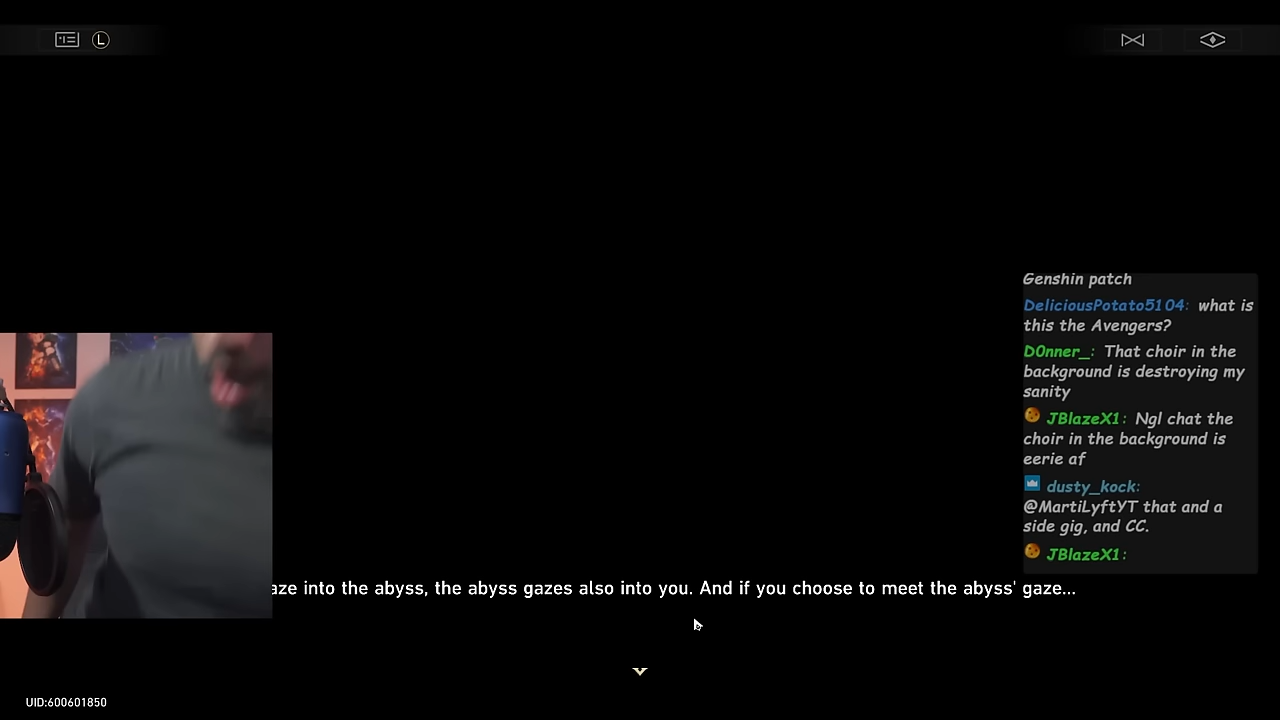 L
Genshin patch
DeliciousPotato5104: what is
this the Avengers?
D0nner_: That choir in the
background is destroying my
sanity
JBlazeX1: Ngl chat the
choir in the background is
eerie af
dusty_kock:
@MartiLyftYT that and a
side gig, and CC.
JBlazeX1:
into the abyss, the abyss gazes also into you. And if you choose to meet the abyss' gaze...
UID:600601850